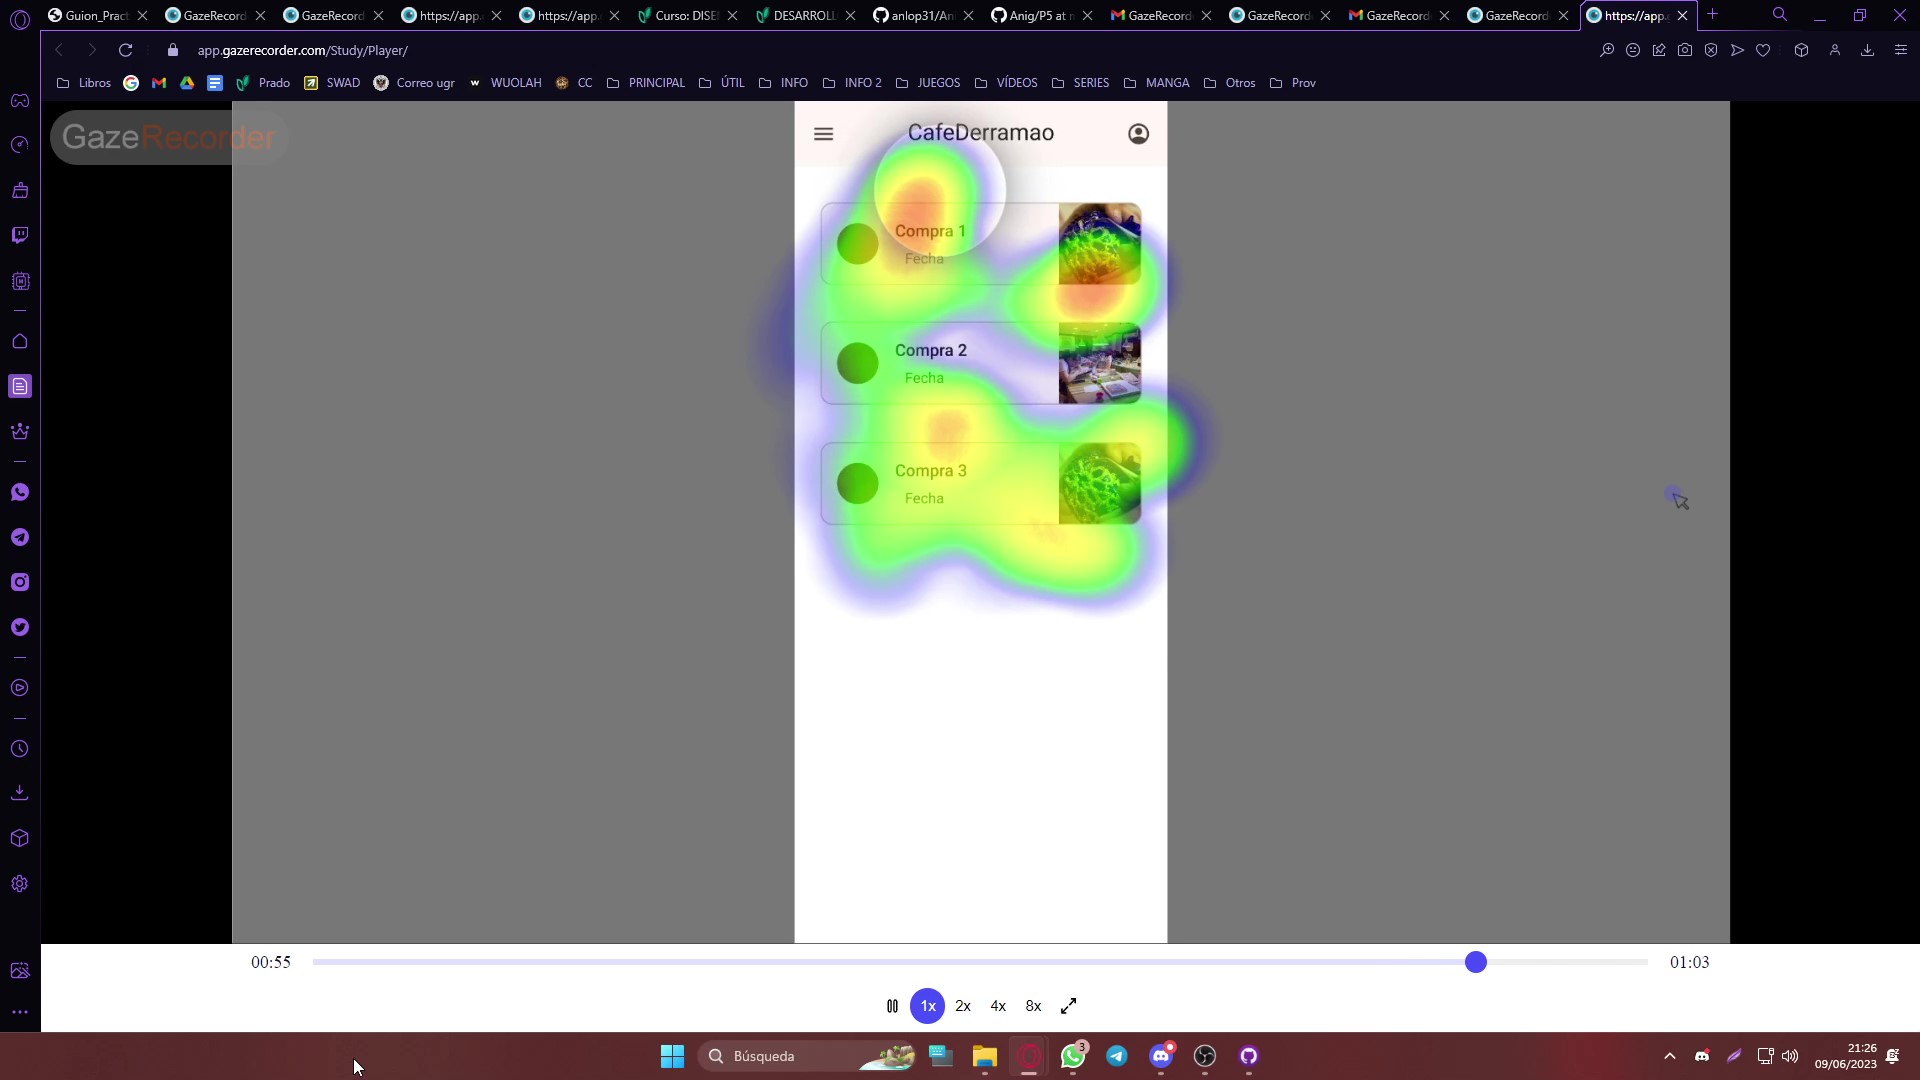 Guion_Pract
GazeRecord
GazeRecord
https://app.
https://app.
Curso: DISEÑ
DESARROLL
anlop31/An
Anig/P5 at m
GazeRecord
GazeRecord
GazeRecord
GazeRecord
https://app.
app.gazerecorder.com/Study/Player/
Libros
Prado
SWAD
Correo ugr
w WUOLAH
CC
PRINCIPAL
ÚTIL
INFO
INFO 2
JUEGOS
VÍDEOS
SERIES
MANGA
Otros
Prov
GazeRecorder
CafeDerramao
Compra 1
Fecha
Compra 2
Fecha
Compra 3
Fecha
00:55
01:03
1x 2x 4x 8x
Búsqueda
3
21:26
09/06/2023